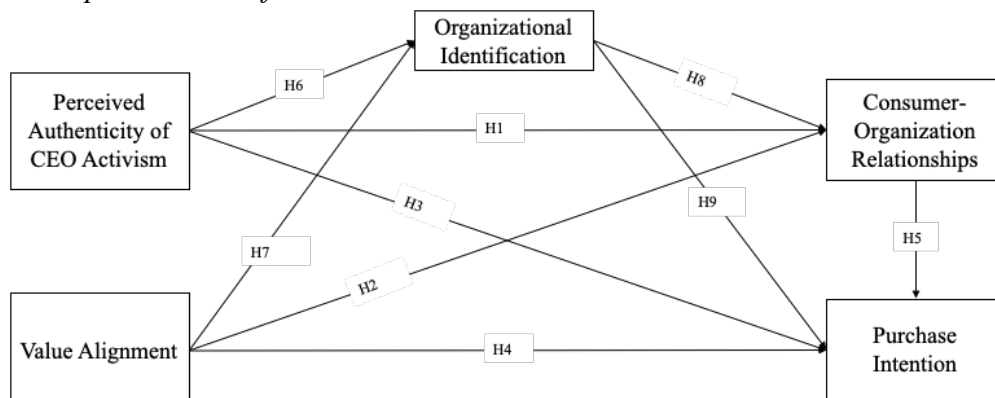 Organizational
Identification
H6
H8
Perceived
Authenticity of
CEO Activism
H1
Consumer-
Organization
Relationships
H3
H9
H7
H5
H2
Value Alignment
H4
Purchase
Intention